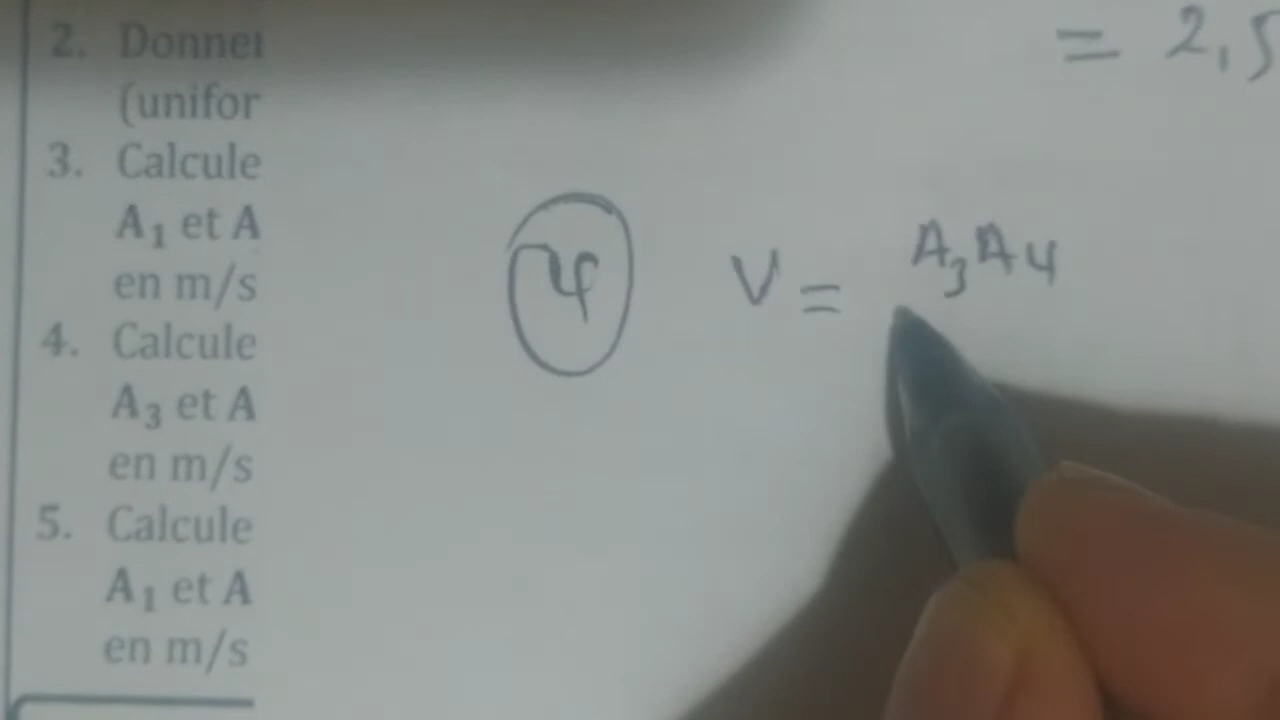 2. Donner
(unifor
3. Calcule
A₁ et A
en m/s
4. Calcule
A₃ et A
en m/s
5. Calcule
A₁ et A
en m/s
= 2,5
4 V = A₃A₄